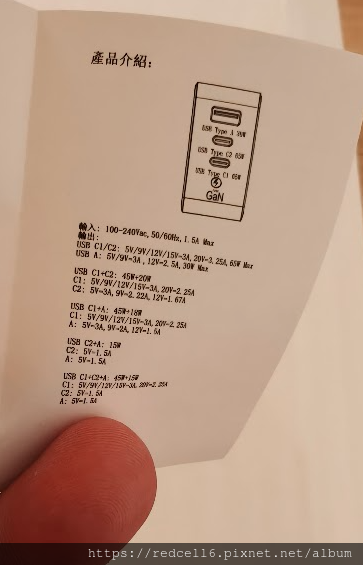 產品介紹:
USB Type A 30W
USB Type C2 65W
USB Type C1 65W
GaN
輸入: 100-240Vac, 50/60Hz, 1.5A Max
輸出:
USB C1/C2: 5V/9V/12V/15V=3A, 20V=3.25A, 65W Max
USB A: 5V/9V=3A, 12V=2.5A, 30W Max
USB C1+C2: 45W+20W
C1: 5V/9V/12V/15V=3A, 20V=2.25A
C2: 5V=3A, 9V=2.22A, 12V=1.67A
USB C1+A: 45W+18W
C1: 5V/9V/12V/15V=3A, 20V=2.25A
A: 5V=3A, 9V=2A, 12V=1.5A
USB C2+A: 15W
C2: 5V=1.5A
A: 5V=1.5A
USB C1+C2+A: 45W+15W
C1: 5V/9V/12V/15V=3A, 20V=2.25A
C2: 5V=1.5A
A: 5V=1.5A
https://redcell6.pixnet.net/album